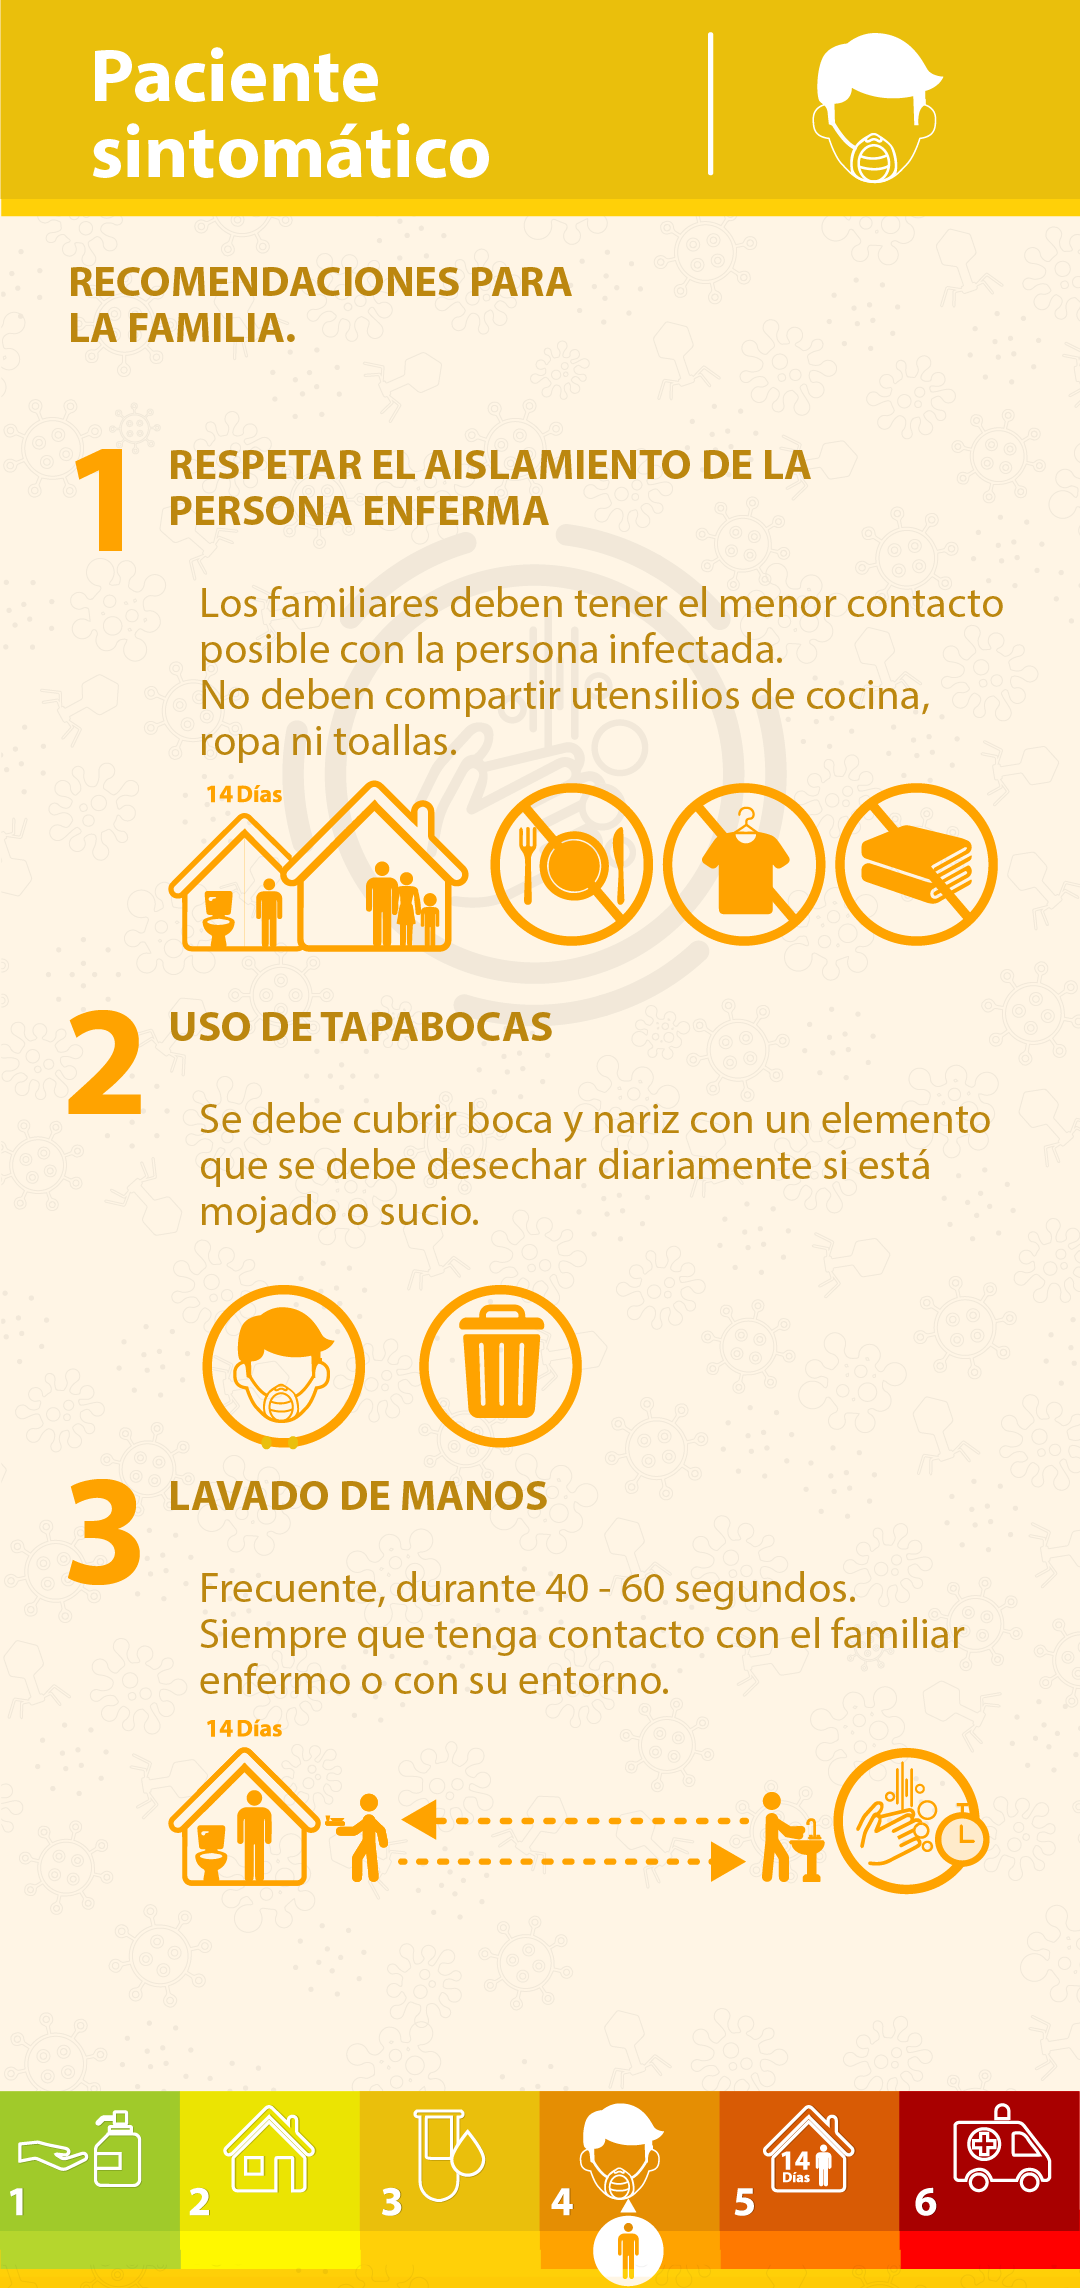 Paciente
sintomático
RECOMENDACIONES PARA
LA FAMILIA.
1
RESPETAR EL AISLAMIENTO DE LA
PERSONA ENFERMA
Los familiares deben tener el menor contacto
posible con la persona infectada.
No deben compartir utensilios de cocina,
ropa ni toallas.
14 Días
2
USO DE TAPABOCAS
Se debe cubrir boca y nariz con un elemento
que se debe desechar diariamente si está
mojado o sucio.
3
LAVADO DE MANOS
Frecuente, durante 40 - 60 segundos.
Siempre que tenga contacto con el familiar
enfermo o con su entorno.
14 Días
1
2
3
4
5
14
Días
6